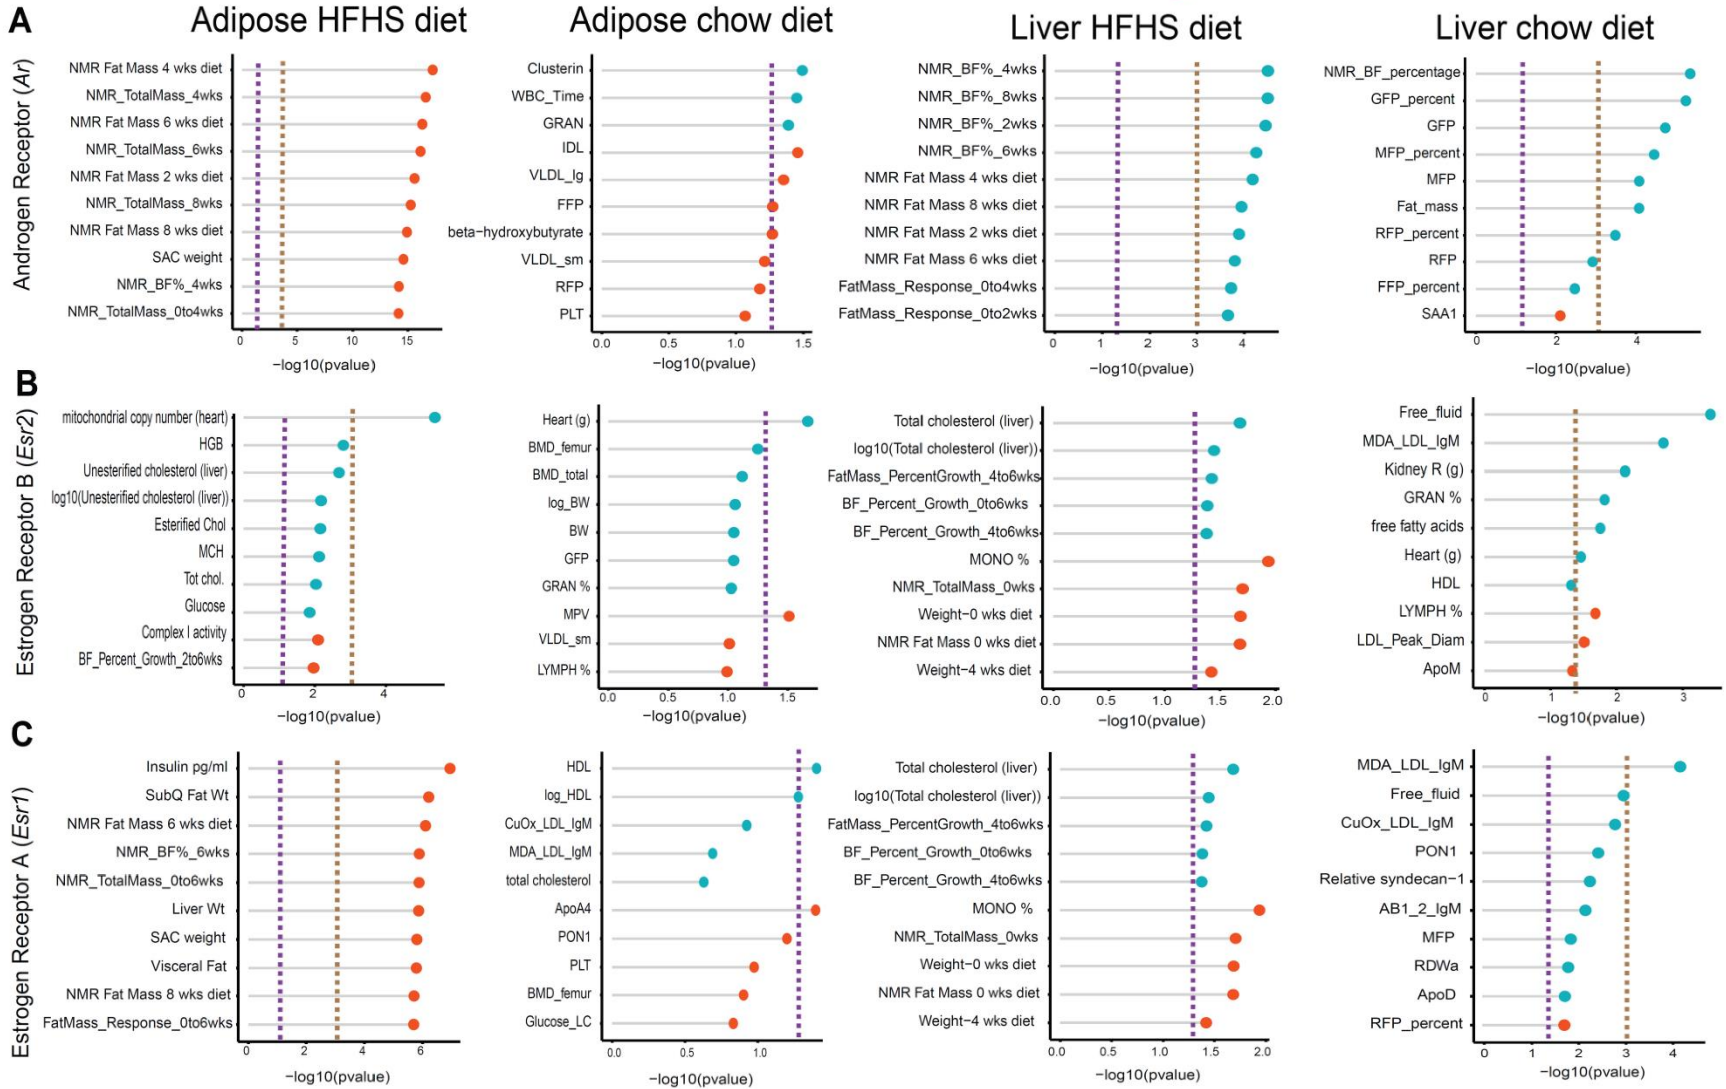 A
Adipose HFHS diet
Adipose chow diet
Liver HFHS diet
Liver chow diet
Androgen Receptor (Ar)
NMR Fat Mass 4 wks diet
NMR_TotalMass_4wks
NMR Fat Mass 6 wks diet
NMR_TotalMass_6wks
NMR Fat Mass 2 wks diet
NMR_TotalMass_8wks
NMR Fat Mass 8 wks diet
SAC weight
NMR_BF%_4wks
NMR_TotalMass_0to4wks
0 5 10 15
−log10(pvalue)
Clusterin
WBC_Time
GRAN
IDL
VLDL_lg
FFP
beta−hydroxybutyrate
VLDL_sm
RFP
PLT
0.0 0.5 1.0 1.5
−log10(pvalue)
NMR_BF%_4wks
NMR_BF%_8wks
NMR_BF%_2wks
NMR_BF%_6wks
NMR Fat Mass 4 wks diet
NMR Fat Mass 8 wks diet
NMR Fat Mass 2 wks diet
NMR Fat Mass 6 wks diet
FatMass_Response_0to4wks
FatMass_Response_0to2wks
0 1 2 3 4
−log10(pvalue)
NMR_BF_percentage
GFP_percent
GFP
MFP_percent
MFP
Fat_mass
RFP_percent
RFP
FFP_percent
SAA1
0 2 4
−log10(pvalue)
B
Estrogen Receptor B (Esr2)
mitochondrial copy number (heart)
HGB
Unesterified cholesterol (liver)
log10(Unesterified cholesterol (liver))
Esterified Chol
MCH
Tot chol.
Glucose
Complex I activity
BF_Percent_Growth_2to6wks
0 2 4
−log10(pvalue)
Heart (g)
BMD_femur
BMD_total
log_BW
BW
GFP
GRAN %
MPV
VLDL_sm
LYMPH %
0.0 0.5 1.0 1.5
−log10(pvalue)
Total cholesterol (liver)
log10(Total cholesterol (liver))
FatMass_PercentGrowth_4to6wks
BF_Percent_Growth_0to6wks
BF_Percent_Growth_4to6wks
MONO %
NMR_TotalMass_0wks
Weight−0 wks diet
NMR Fat Mass 0 wks diet
Weight−4 wks diet
0.0 0.5 1.0 1.5 2.0
−log10(pvalue)
Free_fluid
MDA_LDL_IgM
Kidney R (g)
GRAN %
free fatty acids
Heart (g)
HDL
LYMPH %
LDL_Peak_Diam
ApoM
0 1 2 3
−log10(pvalue)
C
Estrogen Receptor A (Esr1)
Insulin pg/ml
SubQ Fat Wt
NMR Fat Mass 6 wks diet
NMR_BF%_6wks
NMR_TotalMass_0to6wks
Liver Wt
SAC weight
Visceral Fat
NMR Fat Mass 8 wks diet
FatMass_Response_0to6wks
0 2 4 6
−log10(pvalue)
HDL
log_HDL
CuOx_LDL_IgM
MDA_LDL_IgM
total cholesterol
ApoA4
PON1
PLT
BMD_femur
Glucose_LC
0.0 0.5 1.0
−log10(pvalue)
Total cholesterol (liver)
log10(Total cholesterol (liver))
FatMass_PercentGrowth_4to6wks
BF_Percent_Growth_0to6wks
BF_Percent_Growth_4to6wks
MONO %
NMR_TotalMass_0wks
Weight−0 wks diet
NMR Fat Mass 0 wks diet
Weight−4 wks diet
0.0 0.5 1.0 1.5 2.0
−log10(pvalue)
MDA_LDL_IgM
Free_fluid
CuOx_LDL_IgM
PON1
Relative syndecan−1
AB1_2_IgM
MFP
RDWa
ApoD
RFP_percent
0 1 2 3 4
−log10(pvalue)